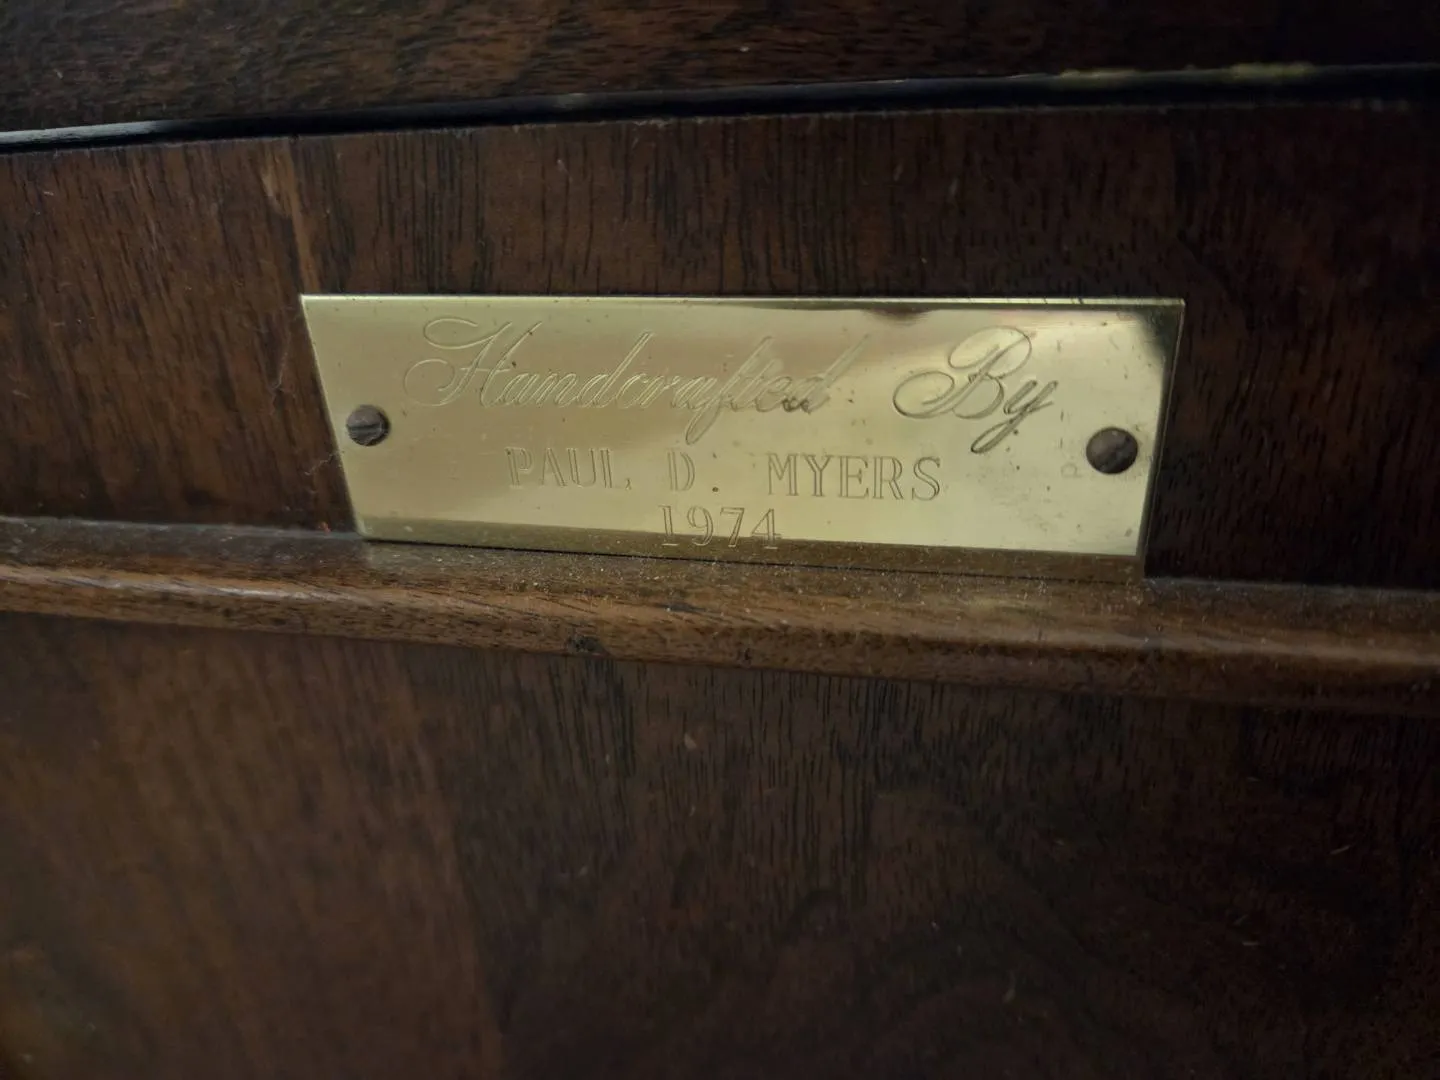 Handcrafted By
PAUL D. MYERS
1974